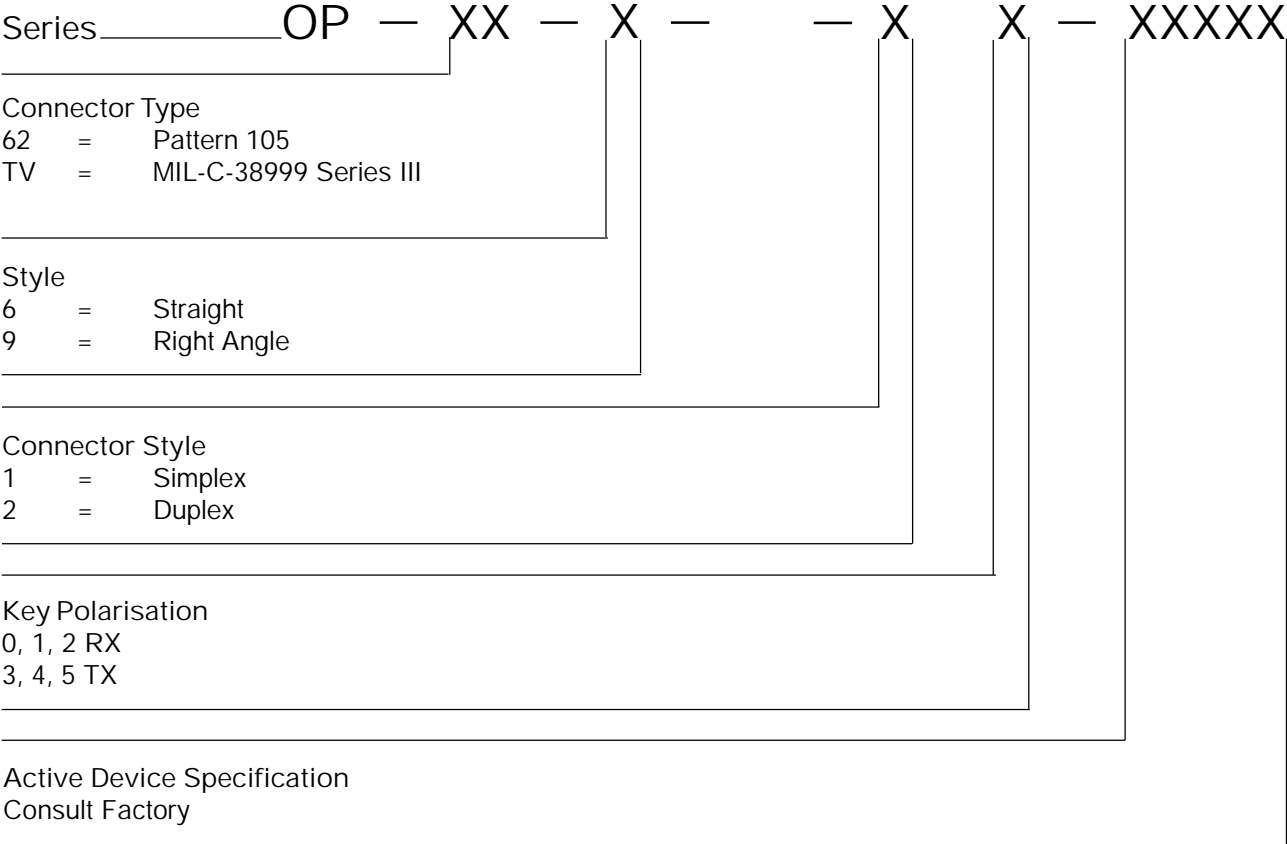 Series OP — XX — X — — X X — XXXXX
Connector Type
62 = Pattern 105
TV = MIL-C-38999 Series III
Style
6 = Straight
9 = Right Angle
Connector Style
1 = Simplex
2 = Duplex
Key Polarisation
0, 1, 2 RX
3, 4, 5 TX
Active Device Specification
Consult Factory